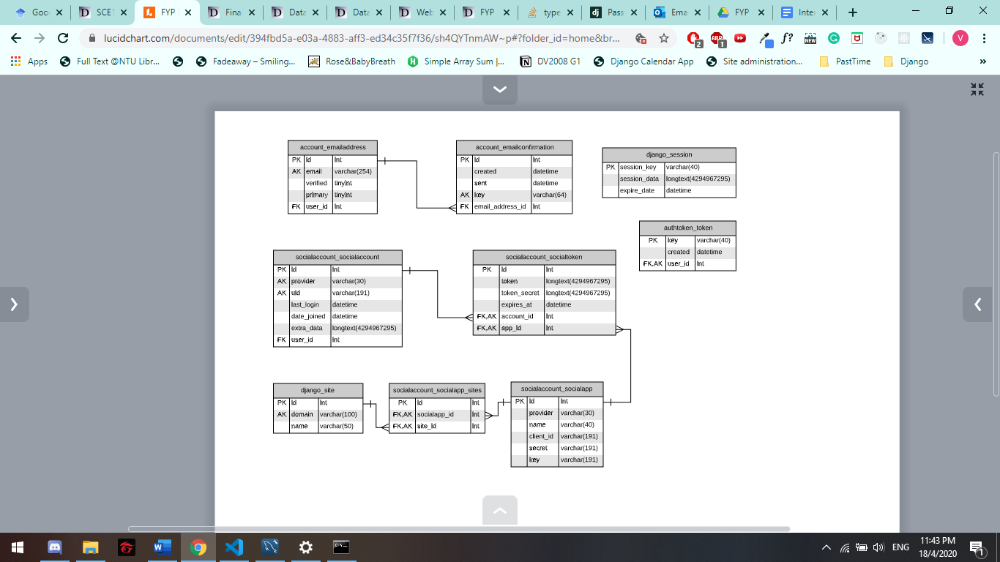 Goo
SCE1
FYP
Fina
Data
Data
Web
FYP
type
Pass
Ema
FYP
Inte
lucidchart.com/documents/edit/394fbd5a-e03a-4883-aff3-ed34c35f7f36/sh4QYTnmAW~p#?folder_id=home&br...
2
ABP
1
f?
NEW
V
Apps
Full Text @NTU Libr...
Fadeaway – Smiling...
Rose&BabyBreath
Simple Array Sum |...
DV2008 G1
Django Calendar App
Site administration...
PastTime
Django
»
account_emailaddress
PK Id Int
AK email varchar(254)
verified tinyInt
primary tinyInt
FK user_id Int
account_emailconfirmation
PK Id Int
created datetime
sent datetime
AK key varchar(64)
FK email_address_id Int
django_session
PK session_key varchar(40)
session_data longtext(4294967295)
expire_date datetime
authtoken_token
PK key varchar(40)
created datetime
FK,AK user_id Int
socialaccount_socialaccount
PK Id Int
AK provider varchar(30)
AK uid varchar(191)
last_login datetime
date_joined datetime
extra_data longtext(4294967295)
FK user_id Int
socialaccount_socialtoken
PK Id Int
token longtext(4294967295)
token_secret longtext(4294967295)
expires_at datetime
FK,AK account_id Int
FK,AK app_id Int
django_site
PK Id Int
AK domain varchar(100)
name varchar(50)
socialaccount_socialapp_sites
PK Id Int
FK,AK socialapp_id Int
FK,AK site_id Int
socialaccount_socialapp
PK Id Int
provider varchar(30)
name varchar(40)
client_id varchar(191)
secret varchar(191)
key varchar(191)
ENG
11:43 PM
18/4/2020
1